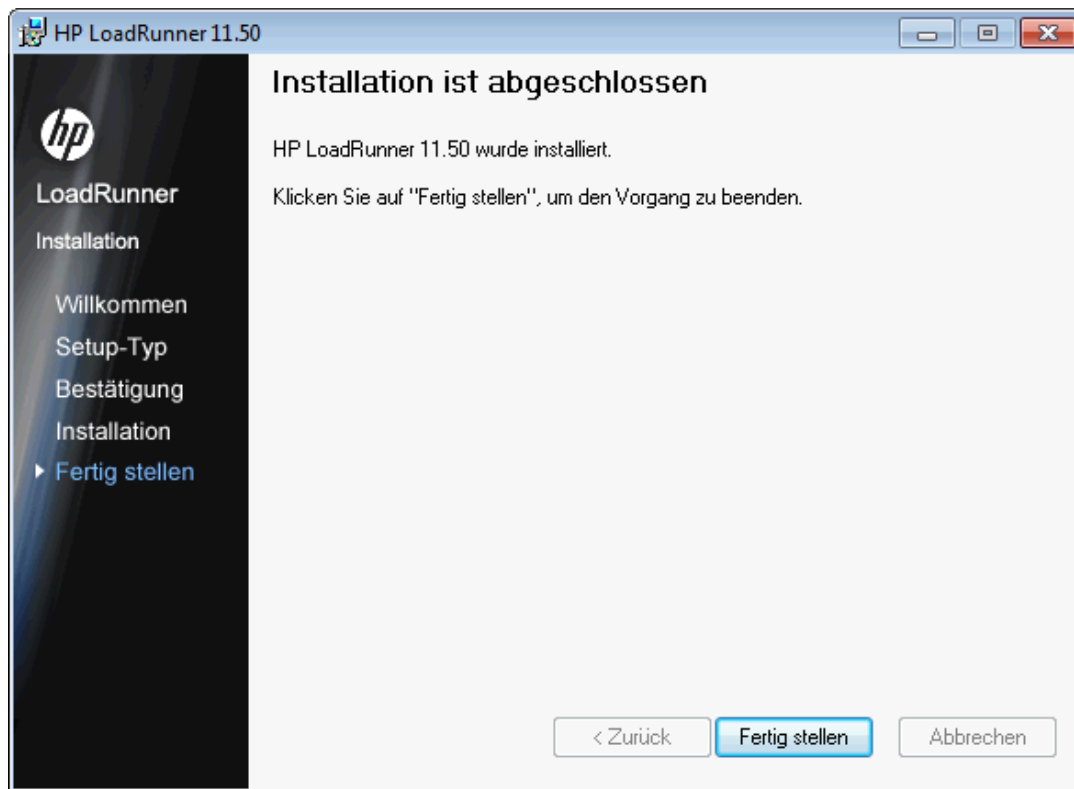 HP LoadRunner 11.50
hp
LoadRunner
Installation
Willkommen
Setup-Typ
Bestätigung
Installation
Fertig stellen
Installation ist abgeschlossen
HP LoadRunner 11.50 wurde installiert.
Klicken Sie auf "Fertig stellen", um den Vorgang zu beenden.
< Zurück
Fertig stellen
Abbrechen